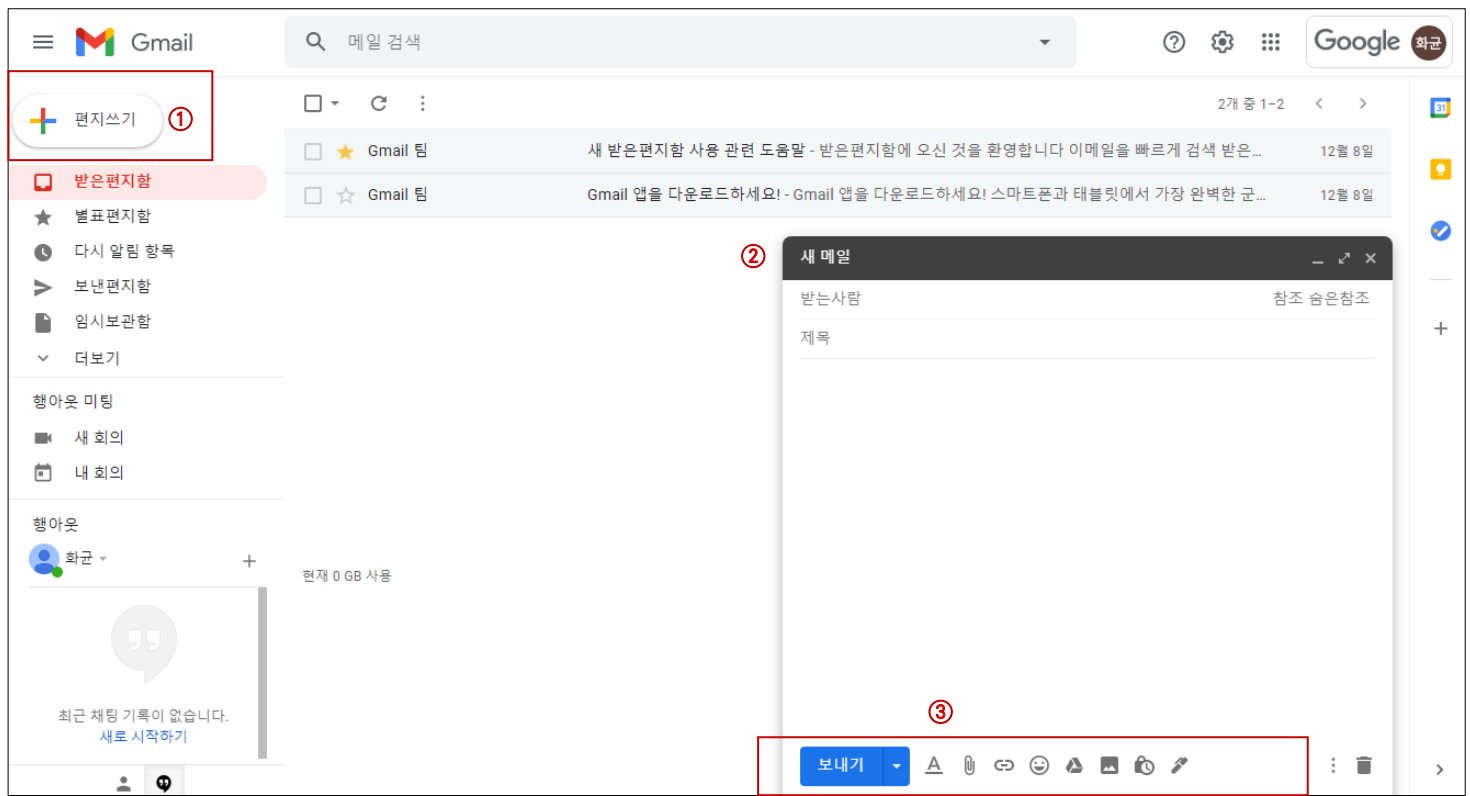 Gmail
메일 검색
Google 화균
편지쓰기 ①
2개 중 1–2
31
Gmail 팀 새 받은편지함 사용 관련 도움말 - 받은편지함에 오신 것을 환영합니다 이메일을 빠르게 검색 받은... 12월 8일
Gmail 팀 Gmail 앱을 다운로드하세요! - Gmail 앱을 다운로드하세요! 스마트폰과 태블릿에서 가장 완벽한 군... 12월 8일
받은편지함
별표편지함
다시 알림 항목
보낸편지함
임시보관함
더보기
행아웃 미팅
새 회의
내 회의
행아웃
화균
최근 채팅 기록이 없습니다.
새로 시작하기
현재 0 GB 사용
② 새 메일
받는사람 참조 숨은참조
제목
③
보내기